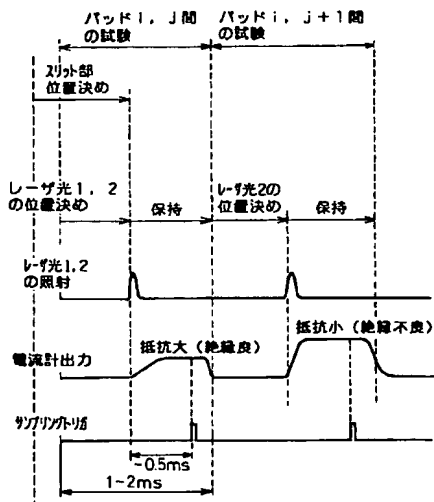 パッドi, j間
の試験
パッドi, j+1間
の試験
スリット部
位置決め
レーザ光1, 2
の位置決め
保持
レーザ光2の
位置決め
保持
レーザ光1,2
の照射
電流計出力
抵抗大（絶縁良）
抵抗小（絶縁不良）
サンプリングトリガ
~0.5ms
1~2ms